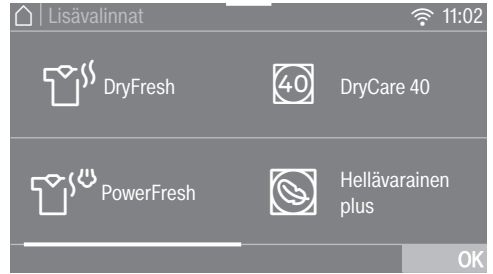 Lisävalinnat
11:02
DryFresh
40
DryCare 40
PowerFresh
Hellävarainen
plus
OK